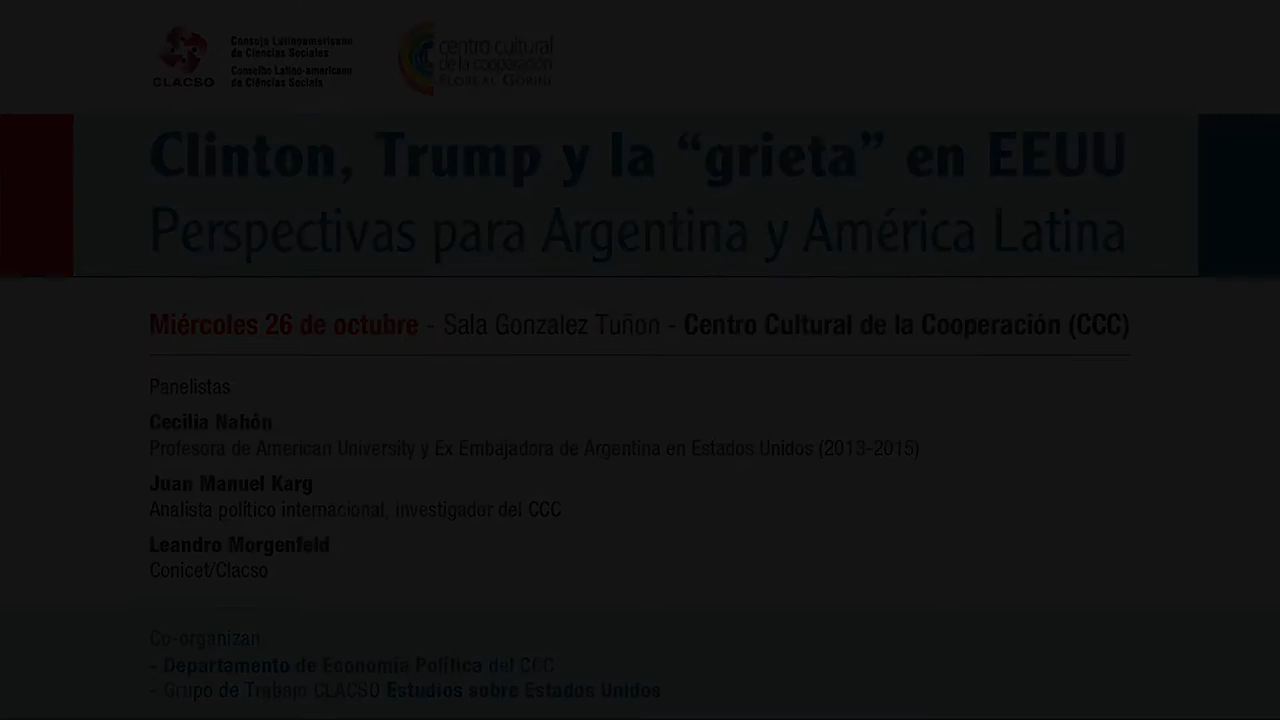 Consejo Latinoamericano
de Ciencias Sociales
Conselho Latino-americano
de Ciências Sociais
CLACSO
centro cultural
de la cooperación
FLOREAL GORINI
Clinton, Trump y la “grieta” en EEUU
Perspectivas para Argentina y América Latina
Miércoles 26 de octubre - Sala Gonzalez Tuñon - Centro Cultural de la Cooperación (CCC)
Panelistas
Cecilia Nahón
Profesora de American University y Ex Embajadora de Argentina en Estados Unidos (2013-2015)
Juan Manuel Karg
Analista político internacional, investigador del CCC
Leandro Morgenfeld
Conicet/Clacso
Co-organizan
- Departamento de Economía Política del CCC
- Grupo de Trabajo CLACSO Estudios sobre Estados Unidos